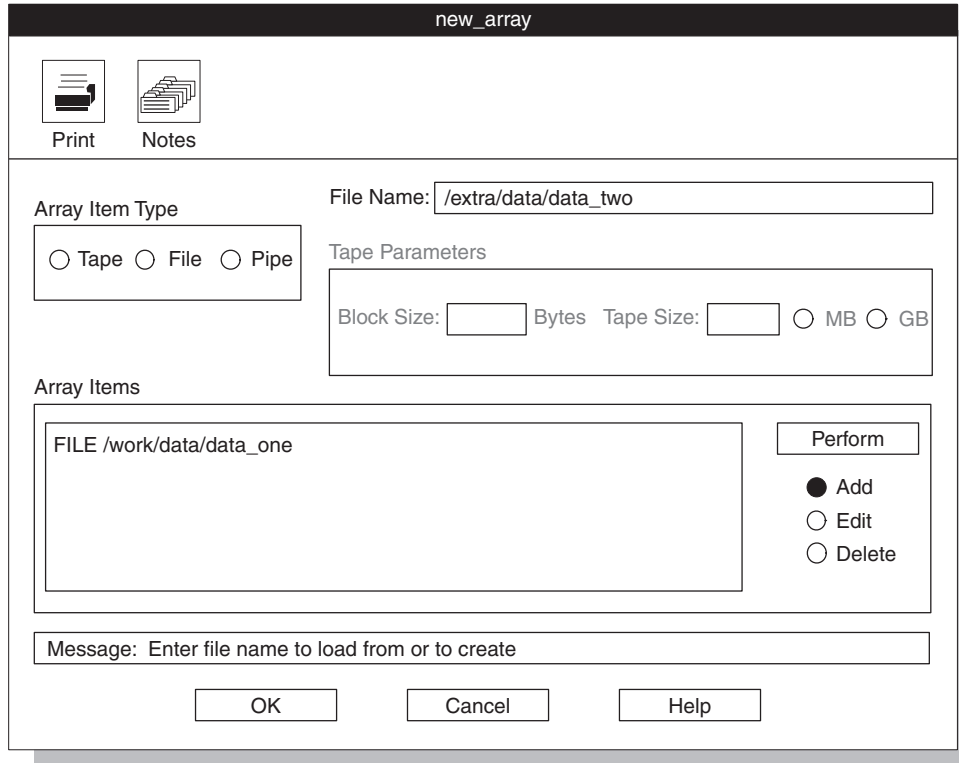 new_array
Print Notes
File Name: /extra/data/data_two
Array Item Type
Tape File Pipe
Tape Parameters
Block Size: Bytes Tape Size: MB GB
Array Items
FILE /work/data/data_one
Perform
Add
Edit
Delete
Message: Enter file name to load from or to create
OK Cancel Help